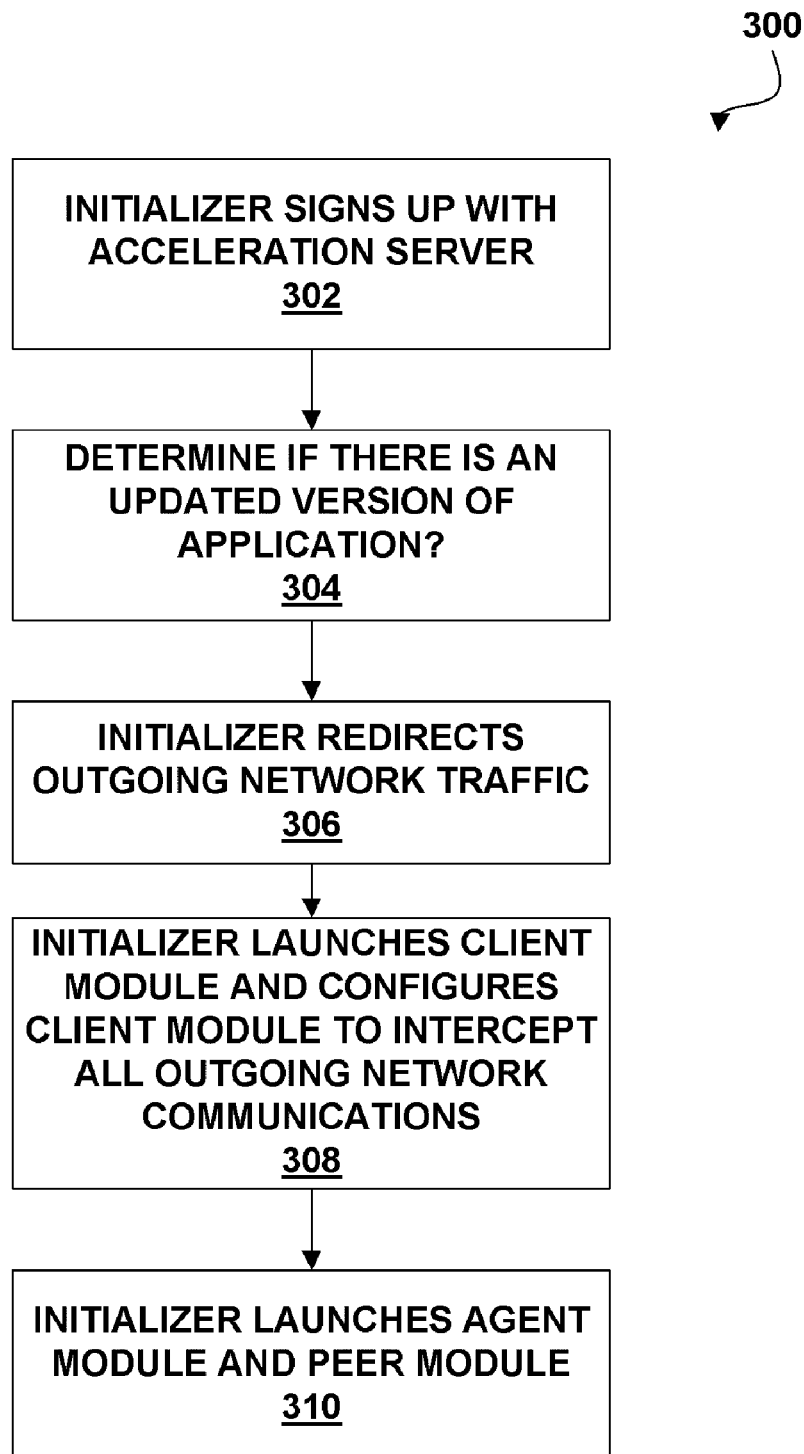 300
INITIALIZER SIGNS UP WITH
ACCELERATION SERVER
302
DETERMINE IF THERE IS AN
UPDATED VERSION OF
APPLICATION?
304
INITIALIZER REDIRECTS
OUTGOING NETWORK TRAFFIC
306
INITIALIZER LAUNCHES CLIENT
MODULE AND CONFIGURES
CLIENT MODULE TO INTERCEPT
ALL OUTGOING NETWORK
COMMUNICATIONS
308
INITIALIZER LAUNCHES AGENT
MODULE AND PEER MODULE
310